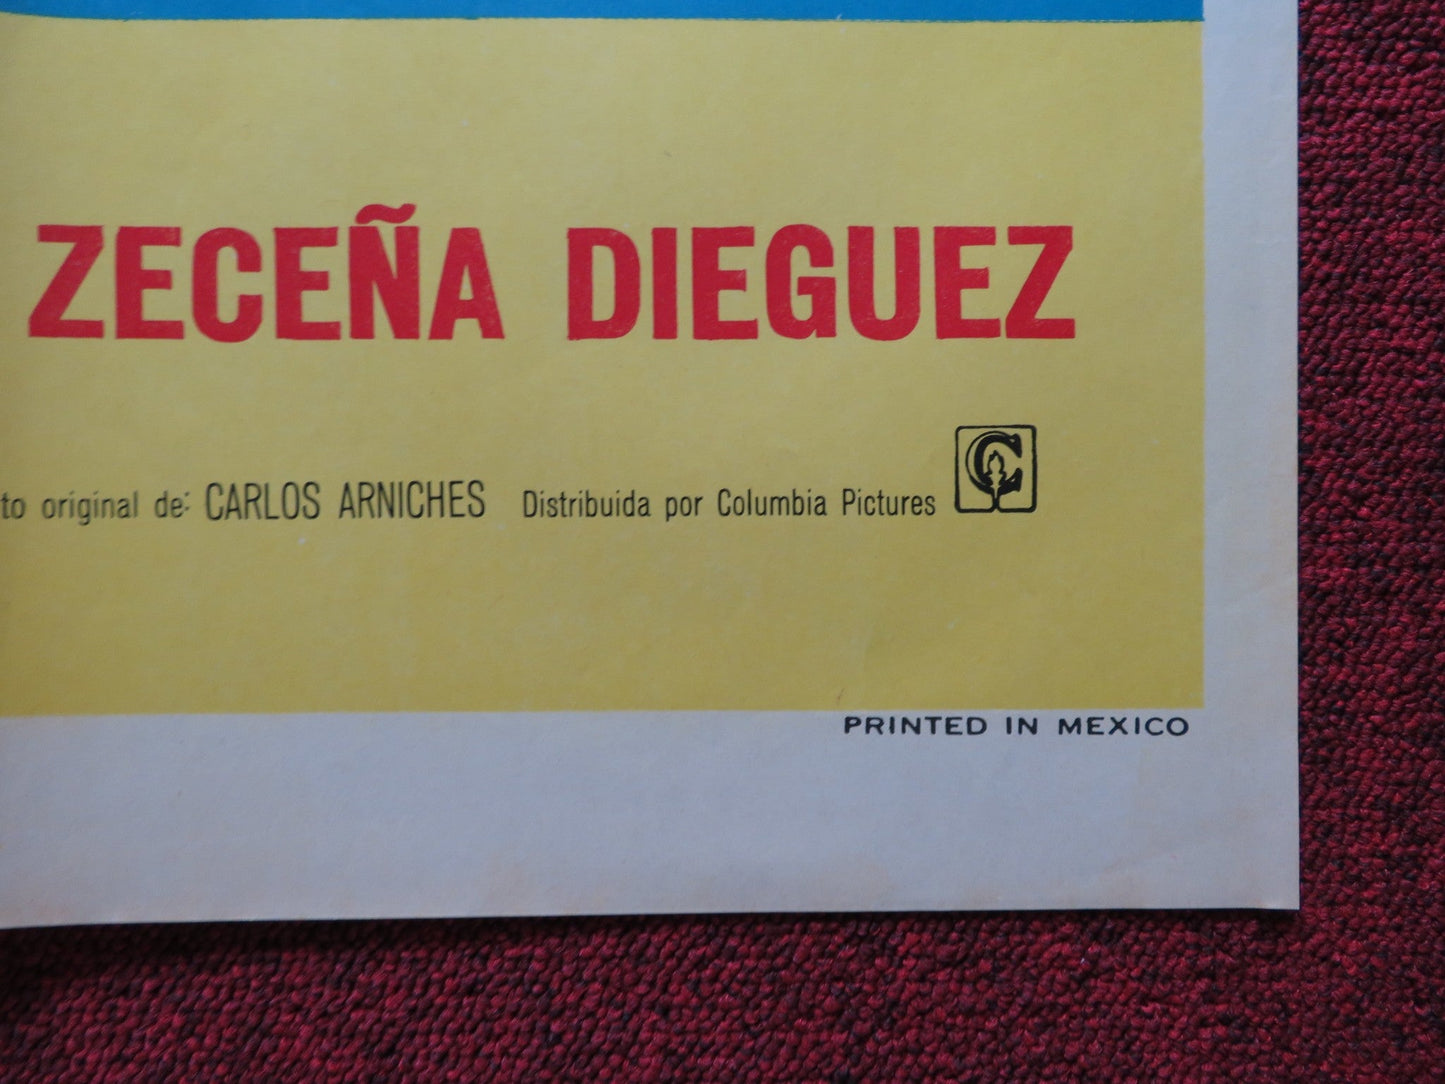 ZECEÑA DIEGUEZ
to original de: CARLOS ARNICHES Distribuida por Columbia Pictures C
PRINTED IN MEXICO